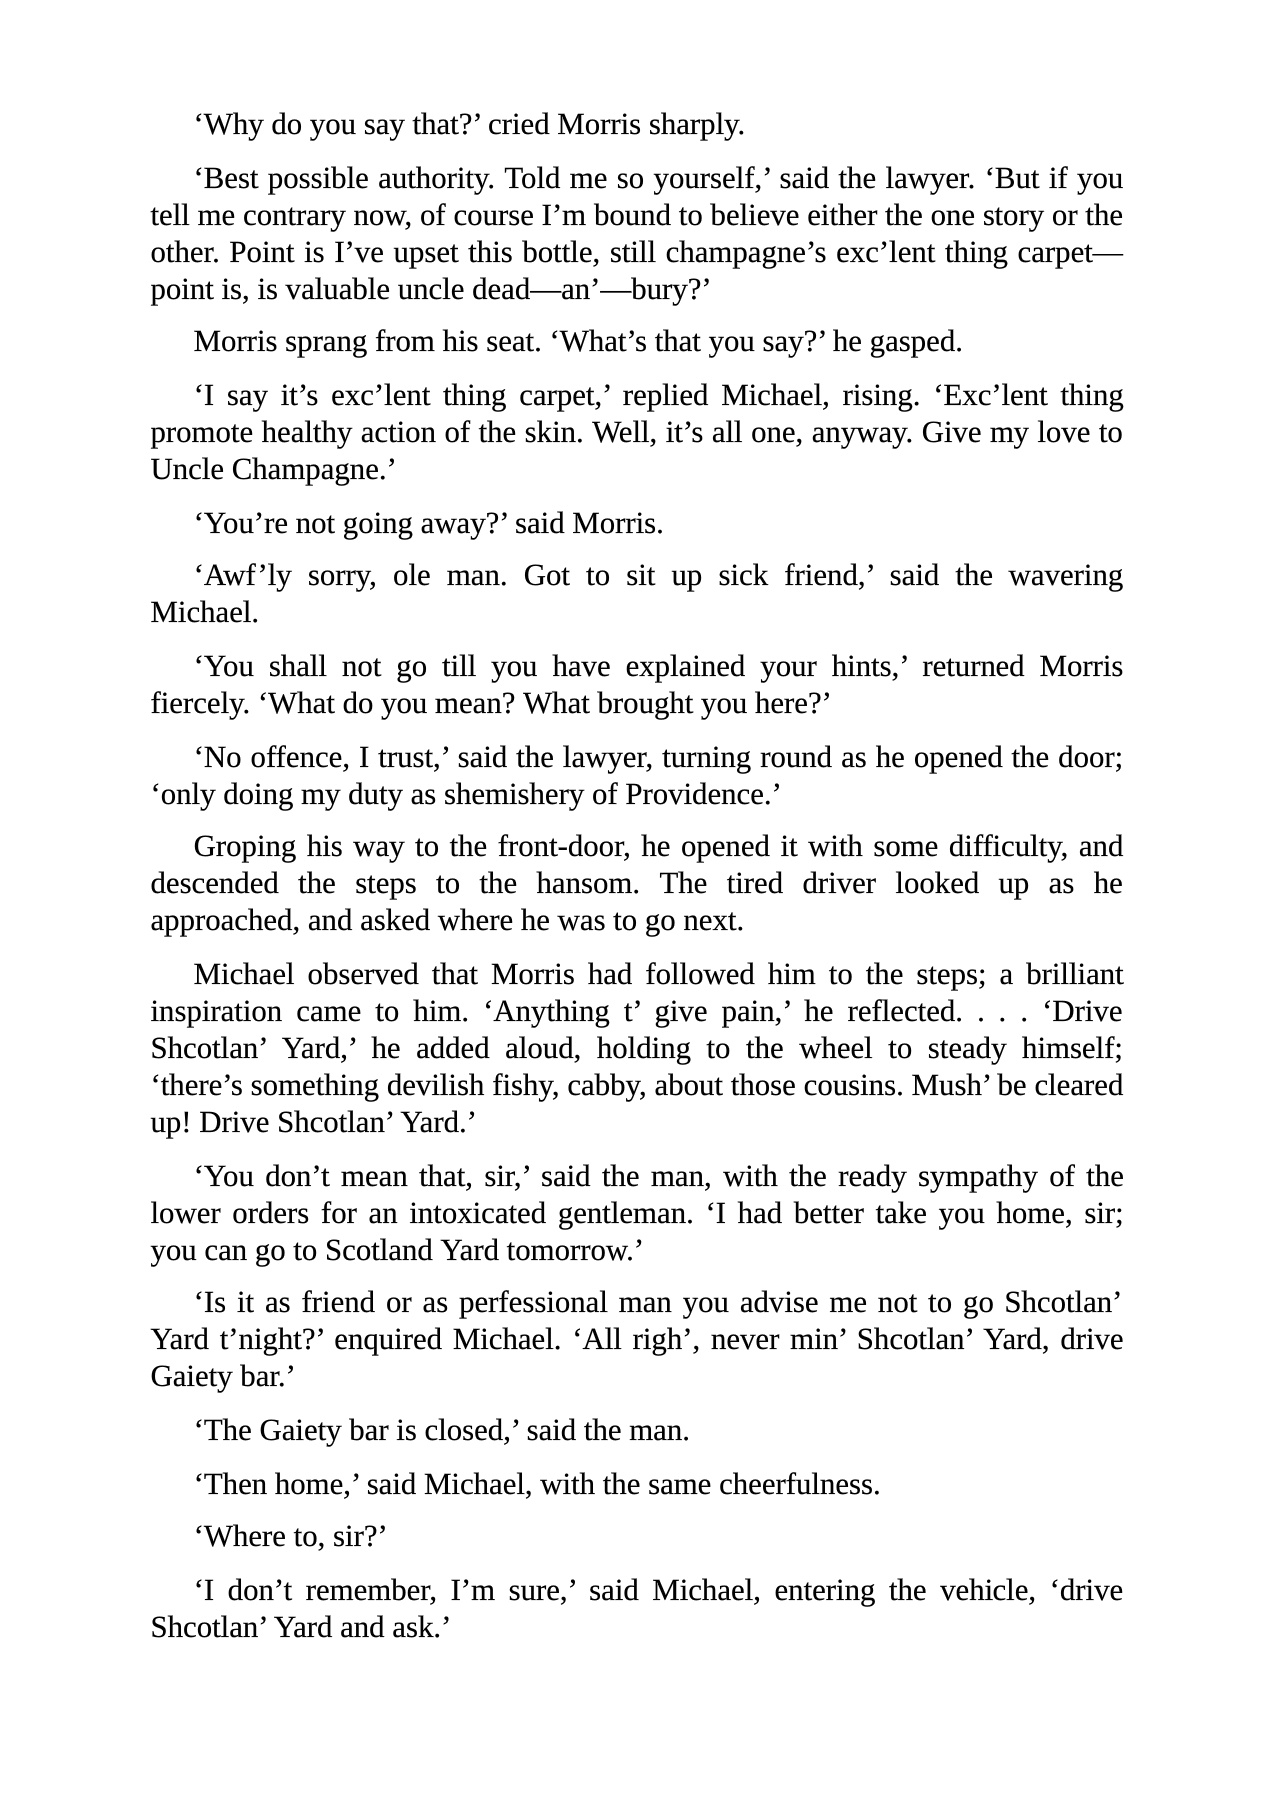 ‘Why do you say that?’ cried Morris sharply.
‘Best possible authority. Told me so yourself,’ said the lawyer. ‘But if you
tell me contrary now, of course I’m bound to believe either the one story or the
other. Point is I’ve upset this bottle, still champagne’s exc’lent thing carpet—
point is, is valuable uncle dead—an’—bury?’
Morris sprang from his seat. ‘What’s that you say?’ he gasped.
‘I say it’s exc’lent thing carpet,’ replied Michael, rising. ‘Exc’lent thing
promote healthy action of the skin. Well, it’s all one, anyway. Give my love to
Uncle Champagne.’
‘You’re not going away?’ said Morris.
‘Awf’ly sorry, ole man. Got to sit up sick friend,’ said the wavering
Michael.
‘You shall not go till you have explained your hints,’ returned Morris
fiercely. ‘What do you mean? What brought you here?’
‘No offence, I trust,’ said the lawyer, turning round as he opened the door;
‘only doing my duty as shemishery of Providence.’
Groping his way to the front-door, he opened it with some difficulty, and
descended the steps to the hansom. The tired driver looked up as he
approached, and asked where he was to go next.
Michael observed that Morris had followed him to the steps; a brilliant
inspiration came to him. ‘Anything t’ give pain,’ he reflected. . . . ‘Drive
Shcotlan’ Yard,’ he added aloud, holding to the wheel to steady himself;
‘there’s something devilish fishy, cabby, about those cousins. Mush’ be cleared
up! Drive Shcotlan’ Yard.’
‘You don’t mean that, sir,’ said the man, with the ready sympathy of the
lower orders for an intoxicated gentleman. ‘I had better take you home, sir;
you can go to Scotland Yard tomorrow.’
‘Is it as friend or as perfessional man you advise me not to go Shcotlan’
Yard t’night?’ enquired Michael. ‘All righ’, never min’ Shcotlan’ Yard, drive
Gaiety bar.’
‘The Gaiety bar is closed,’ said the man.
‘Then home,’ said Michael, with the same cheerfulness.
‘Where to, sir?’
‘I don’t remember, I’m sure,’ said Michael, entering the vehicle, ‘drive
Shcotlan’ Yard and ask.’